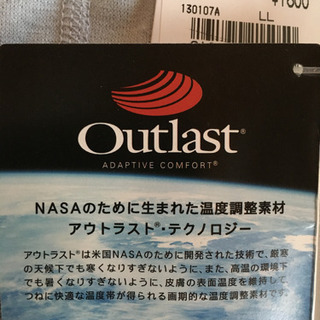 130107A
LL
Outlast®
ADAPTIVE COMFORT®
NASAのために生まれた温度調整素材
アウトラスト®・テクノロジー
アウトラスト®は米国NASAのために開発された技術で、厳寒
の天候下でも寒くなりすぎないように、また、高温の環境下
でも暑くなりすぎないように、皮膚の表面温度を維持して
つねに快適な温度帯が得られる画期的な温度調整素材です